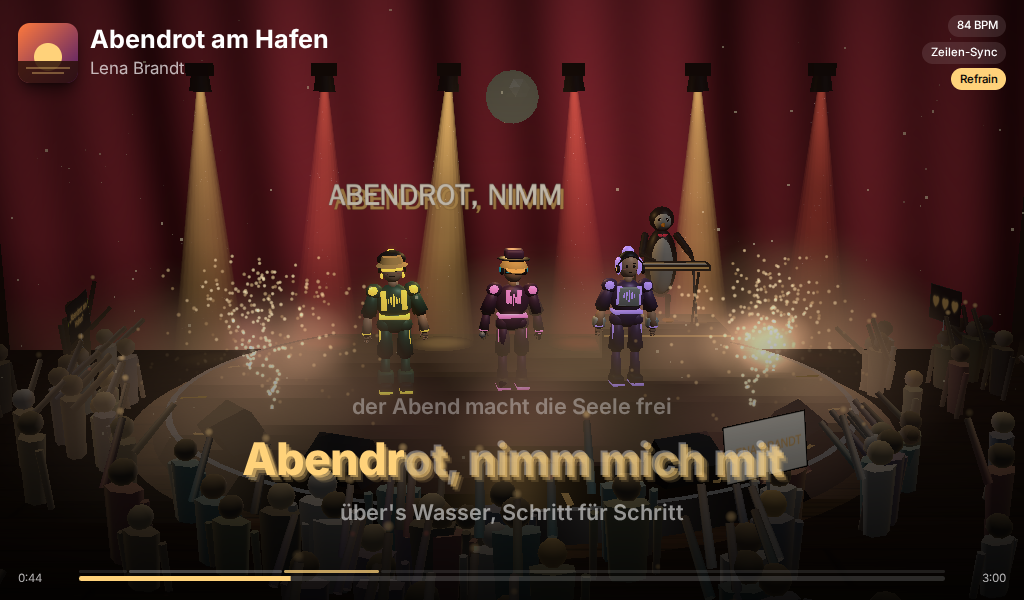 Abendrot am Hafen
Lena Brandt
84 BPM
Zeilen-Sync
Refrain
ABENDROT, NIMM
der Abend macht die Seele frei
Abendrot, nimm mich mit
über's Wasser, Schritt für Schritt
0:44
3:00